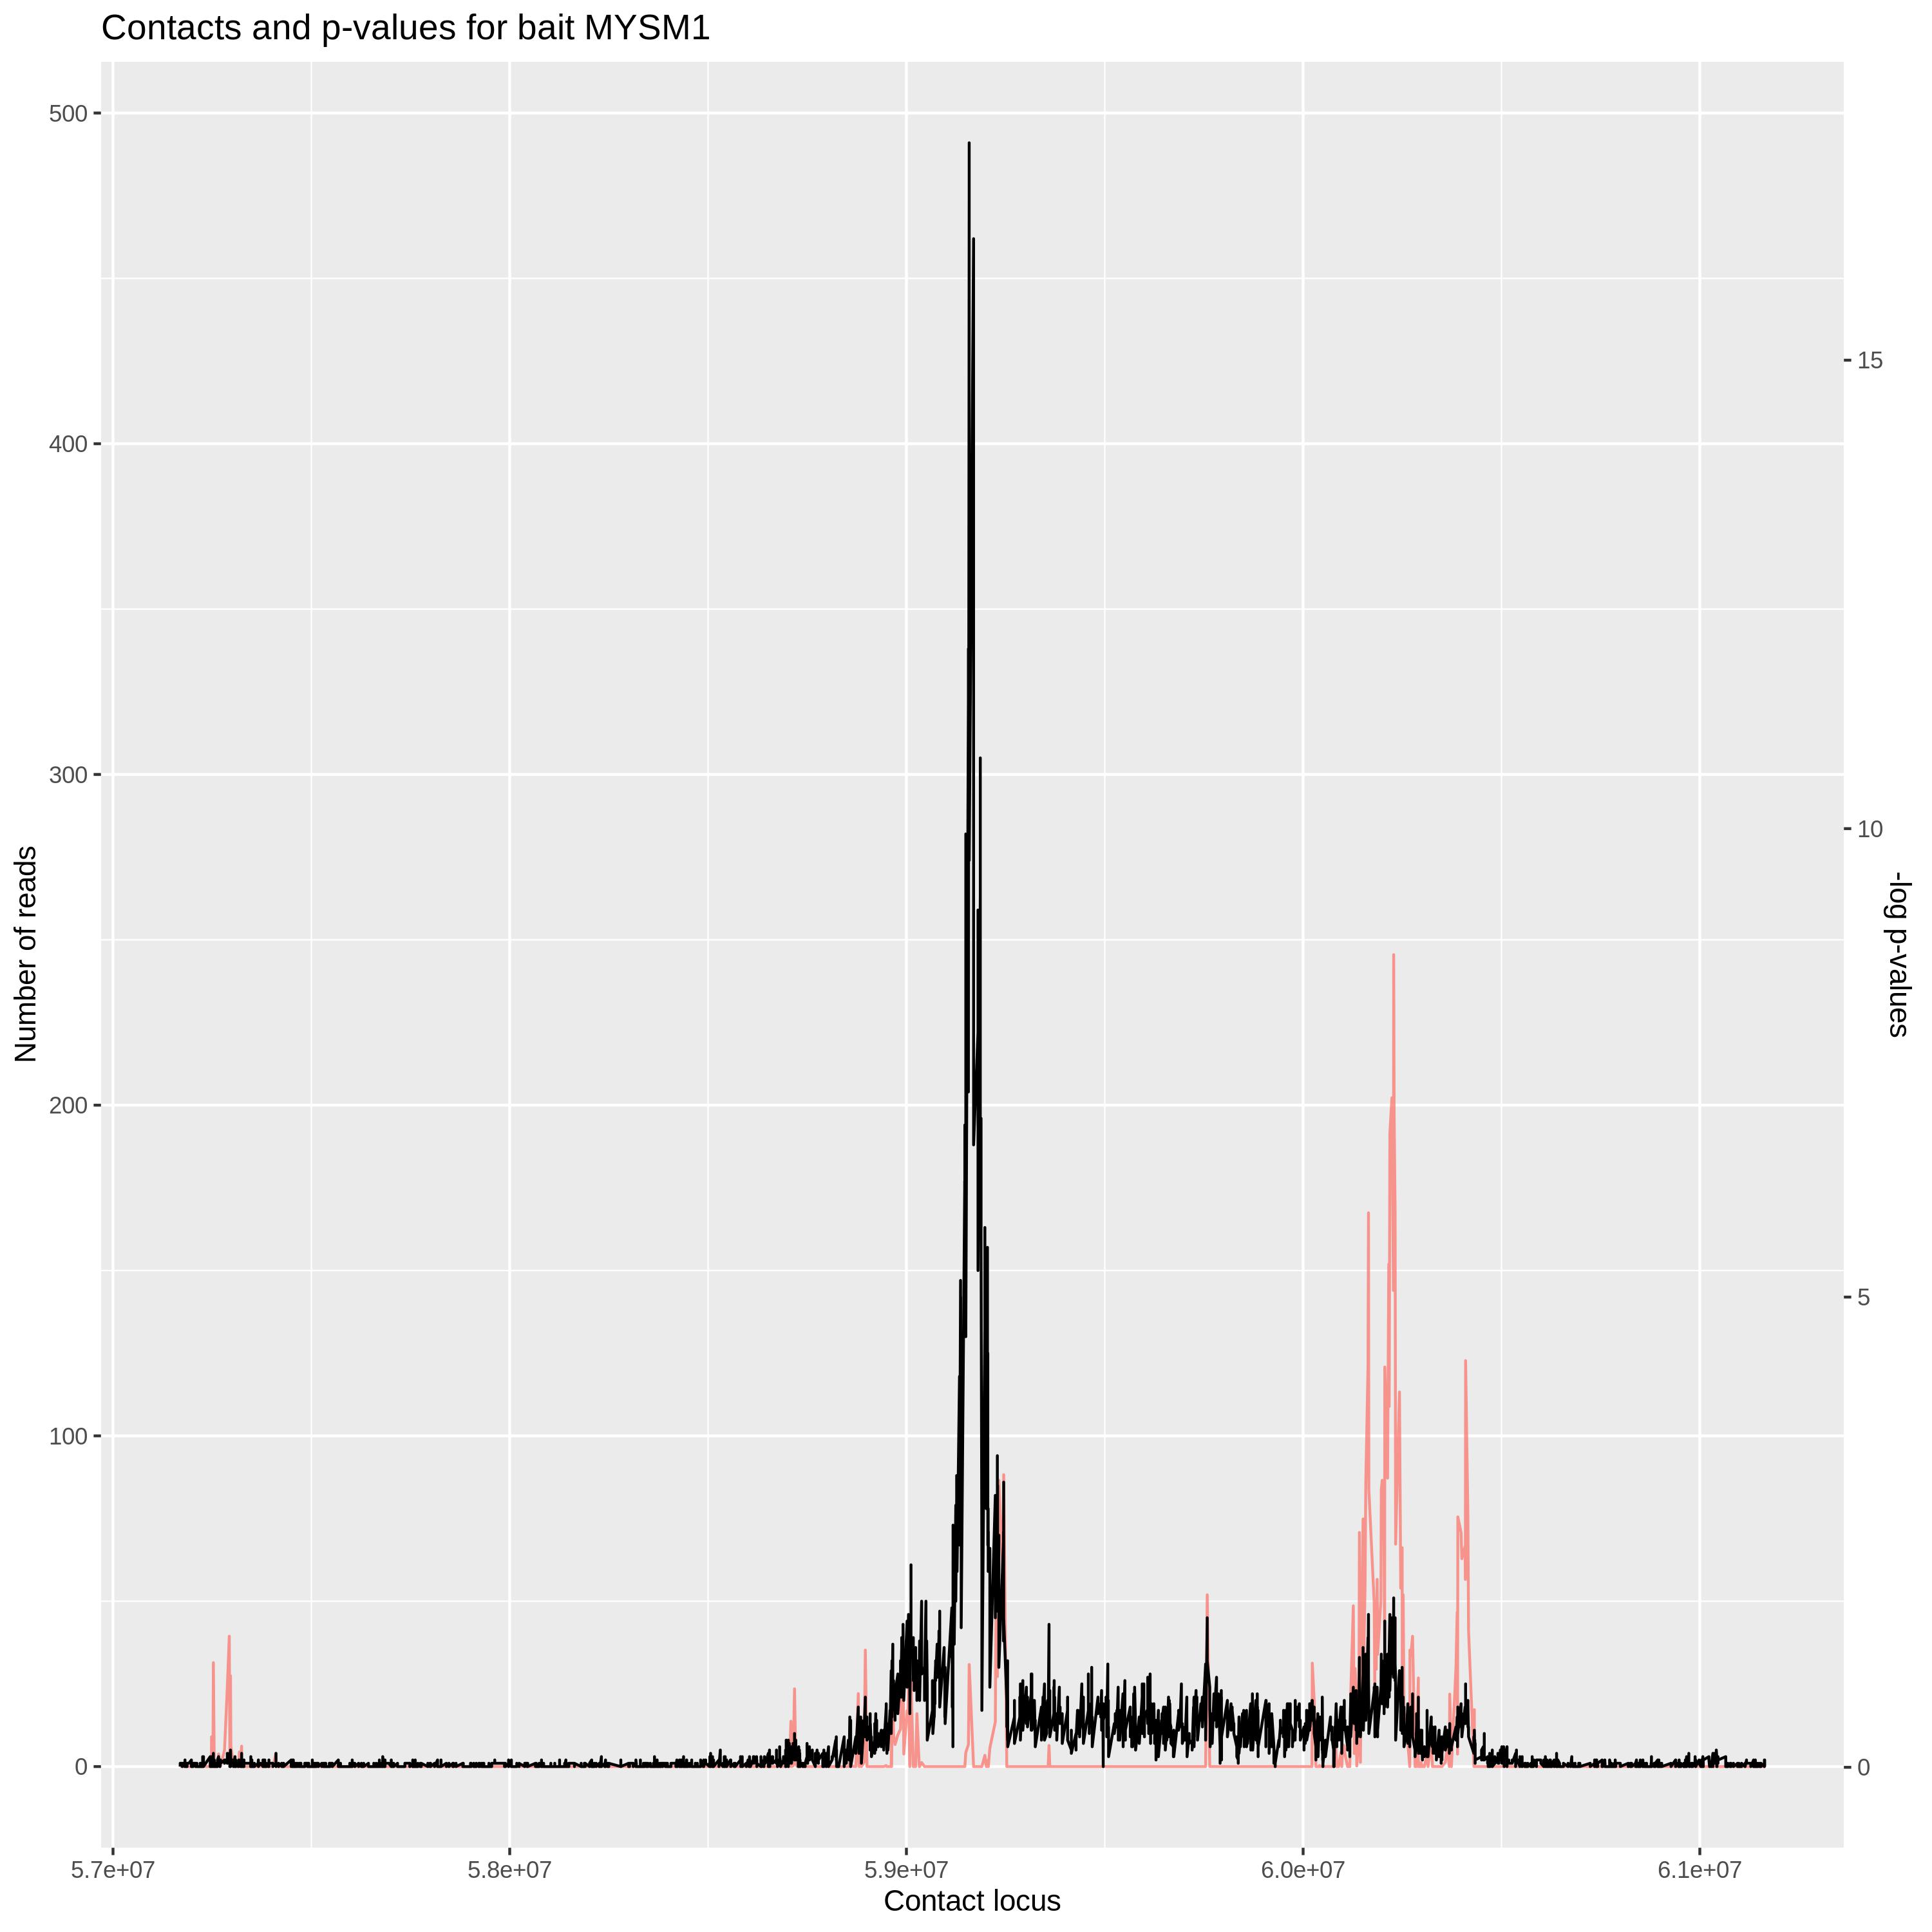 Contacts and p-values for bait MYSM1
500
400
300
200
100
0
Number of reads
15
10
5
0
-log p-values
5.7e+07 5.8e+07 5.9e+07 6.0e+07 6.1e+07
Contact locus